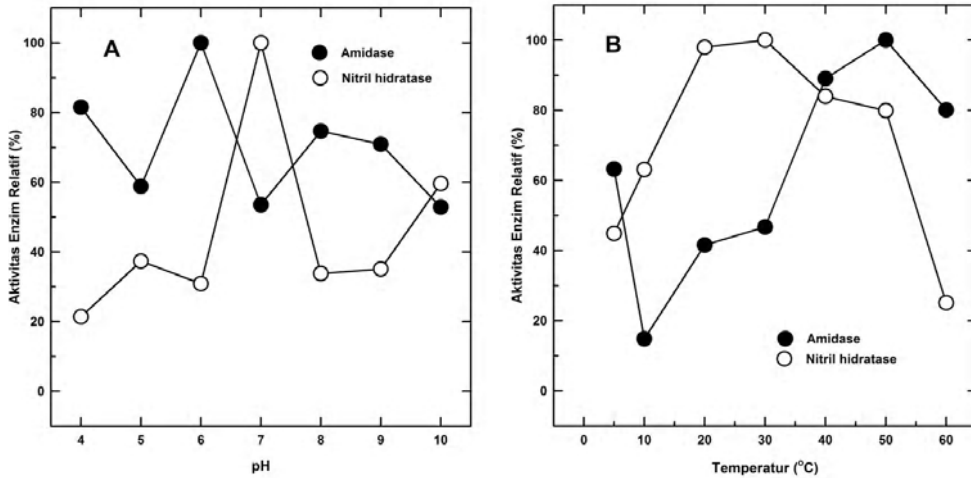 A
Amidase
Nitril hidratase
100
80
60
40
20
0
Aktivitas Enzim Relatif (%)
4 5 6 7 8 9 10
pH
B
100
80
60
40
20
0
Aktivitas Enzim Relatif (%)
Amidase
Nitril hidratase
0 10 20 30 40 50 60
Temperatur (°C)